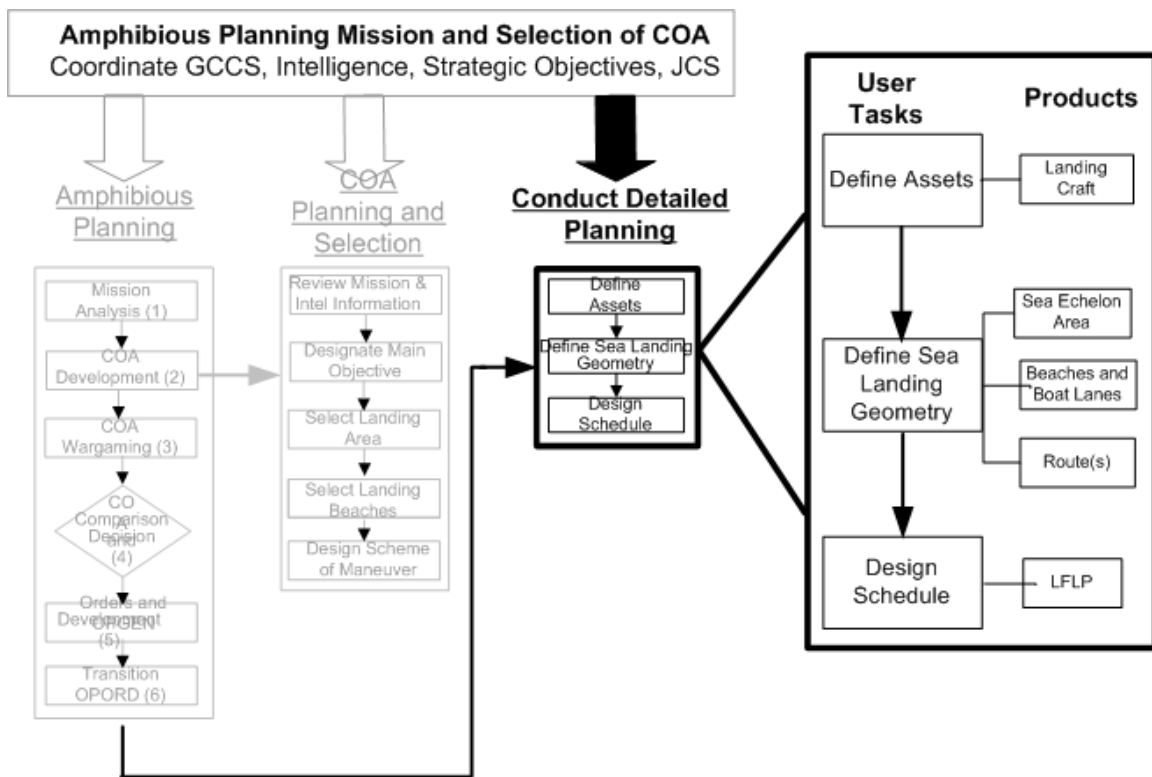 Amphibious Planning Mission and Selection of COA
Coordinate GCCS, Intelligence, Strategic Objectives, JCS
Amphibious
Planning
Mission
Analysis (1)
COA
Development (2)
COA
Wargaming (3)
CO
A
Comparison
and
Decision
(4)
Orders and
Development
(5)
Transition
OPORD (6)
COA
Planning and
Selection
Review Mission &
Intel Information
Designate Main
Objective
Select Landing
Area
Select Landing
Beaches
Design Scheme
of Maneuver
Conduct Detailed
Planning
Define
Assets
Define Sea Landing
Geometry
Design
Schedule
User
Tasks
Products
Define Assets
Landing
Craft
Define Sea
Landing
Geometry
Sea Echelon
Area
Beaches and
Boat Lanes
Route(s)
Design
Schedule
LFLP